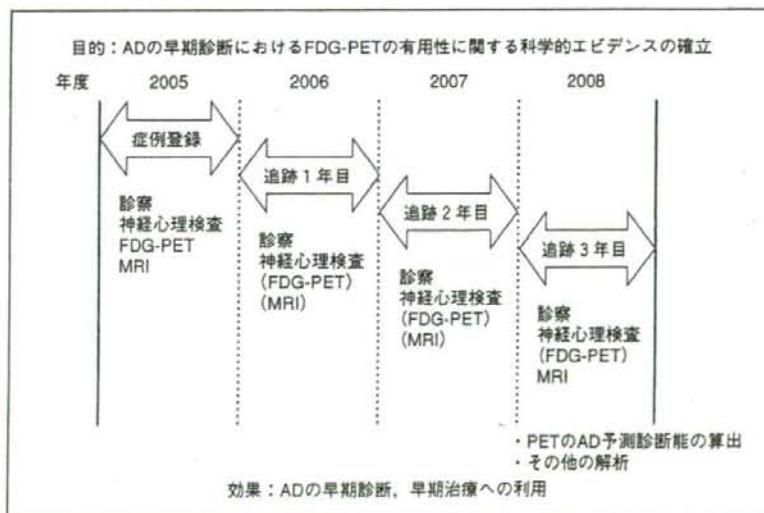 目的：ADの早期診断におけるFDG-PETの有用性に関する科学的エビデンスの確立
年度 2005 2006 2007 2008
症例登録
診察
神経心理検査
FDG-PET
MRI
追跡1年目
診察
神経心理検査
(FDG-PET)
(MRI)
追跡2年目
診察
神経心理検査
(FDG-PET)
(MRI)
追跡3年目
診察
神経心理検査
(FDG-PET)
MRI
・PETのAD予測診断能の算出
・その他の解析
効果：ADの早期診断，早期治療への利用